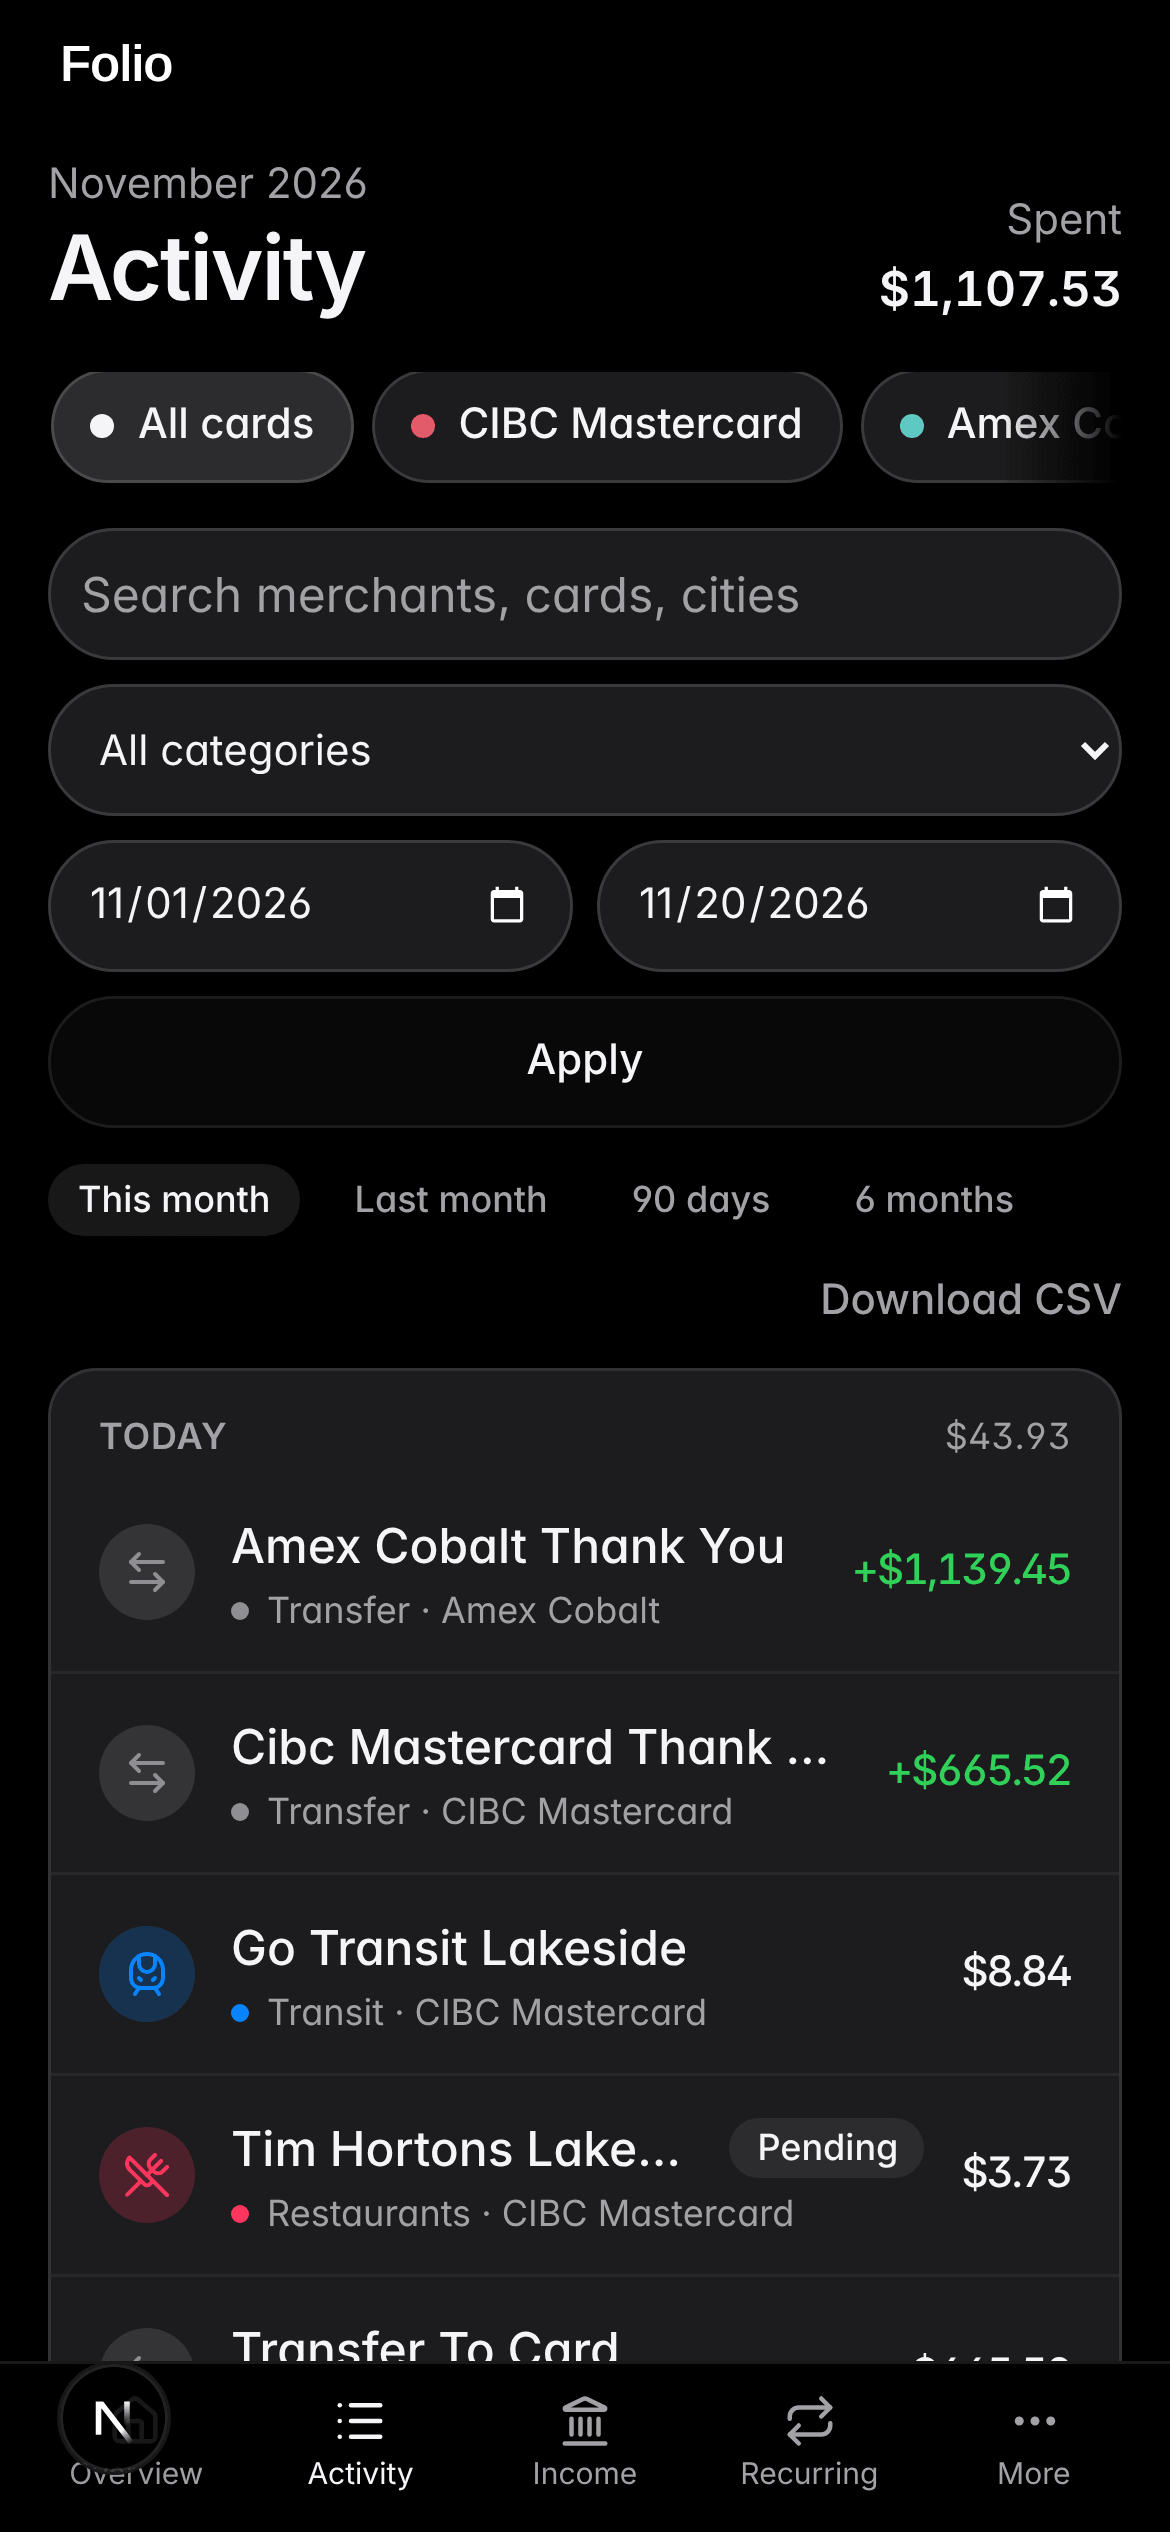 Folio
November 2026
Activity
Spent
$1,107.53
All cards
CIBC Mastercard
Amex Co
Search merchants, cards, cities
All categories
11/01/2026
11/20/2026
Apply
This month
Last month
90 days
6 months
Download CSV
TODAY
$43.93
Amex Cobalt Thank You
+$1,139.45
Transfer · Amex Cobalt
Cibc Mastercard Thank ...
+$665.52
Transfer · CIBC Mastercard
Go Transit Lakeside
$8.84
Transit · CIBC Mastercard
Tim Hortons Lake...
Pending
$3.73
Restaurants · CIBC Mastercard
Transfer To Card
N
Overview
Activity
Income
Recurring
More